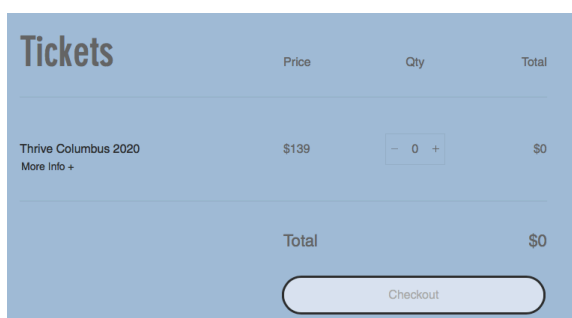 Tickets Price Qty Total
Thrive Columbus 2020 $139 − 0 + $0
More Info +
Total $0
Checkout